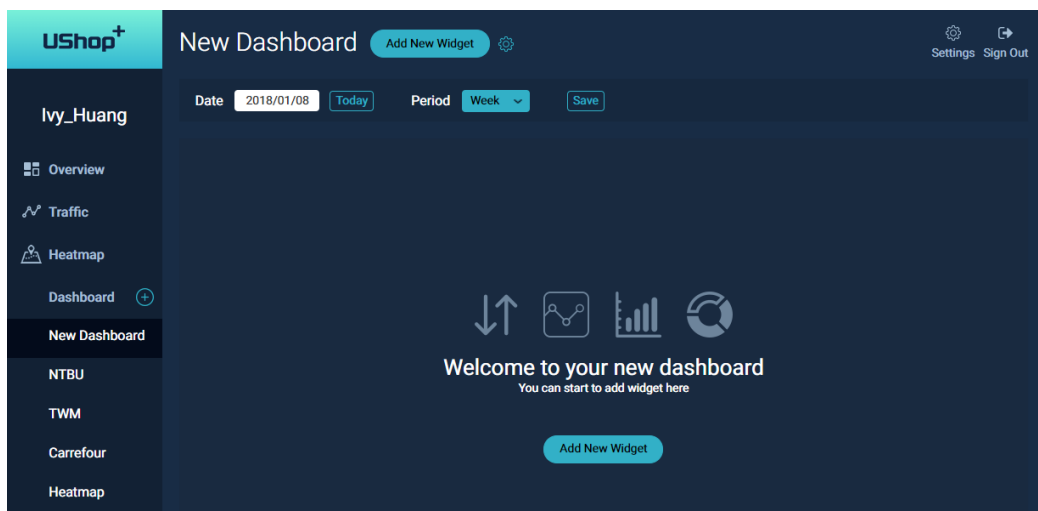 UShop+
New Dashboard Add New Widget
Settings Sign Out
Date 2018/01/08 Today Period Week Save
Ivy_Huang
Overview
Traffic
Heatmap
Dashboard
New Dashboard
NTBU
TWM
Carrefour
Heatmap
Welcome to your new dashboard
You can start to add widget here
Add New Widget